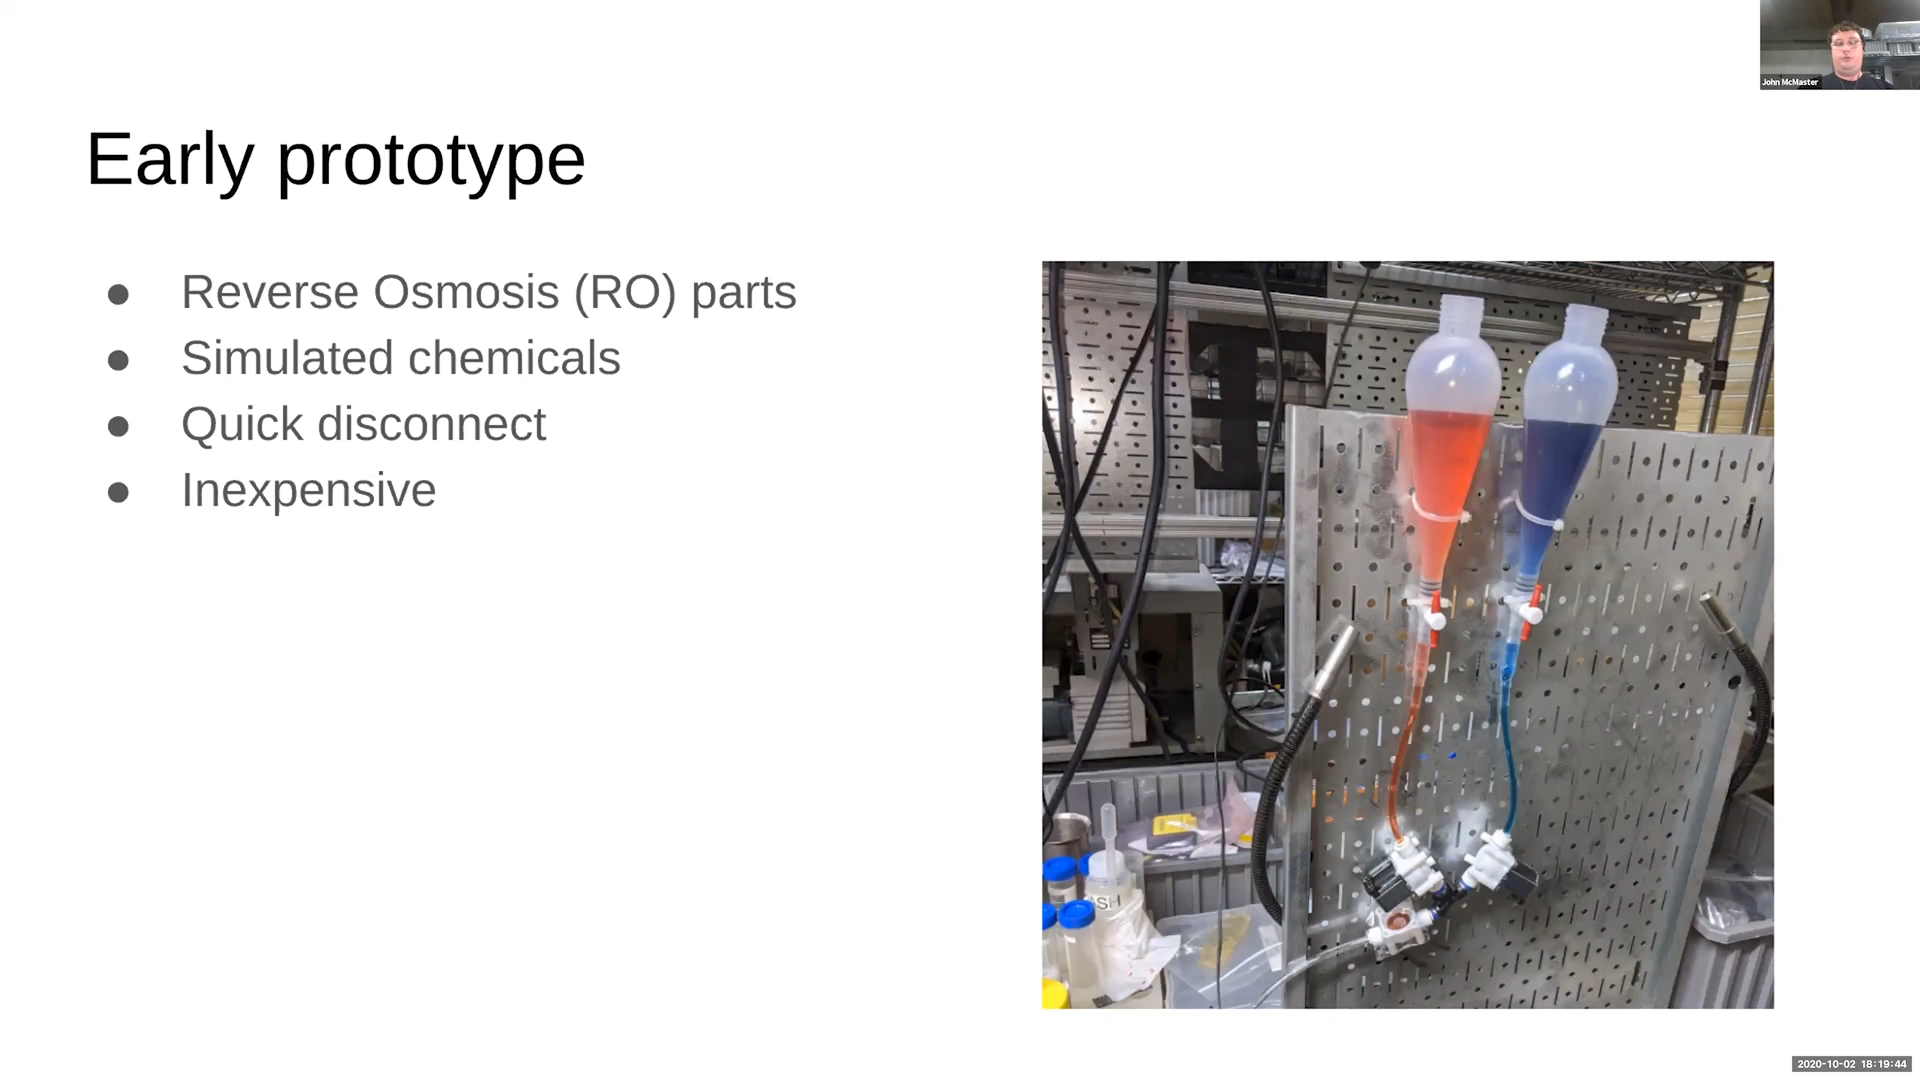 John McMaster
Early prototype
● Reverse Osmosis (RO) parts
● Simulated chemicals
● Quick disconnect
● Inexpensive
ASH
2020-10-02 18:19:44